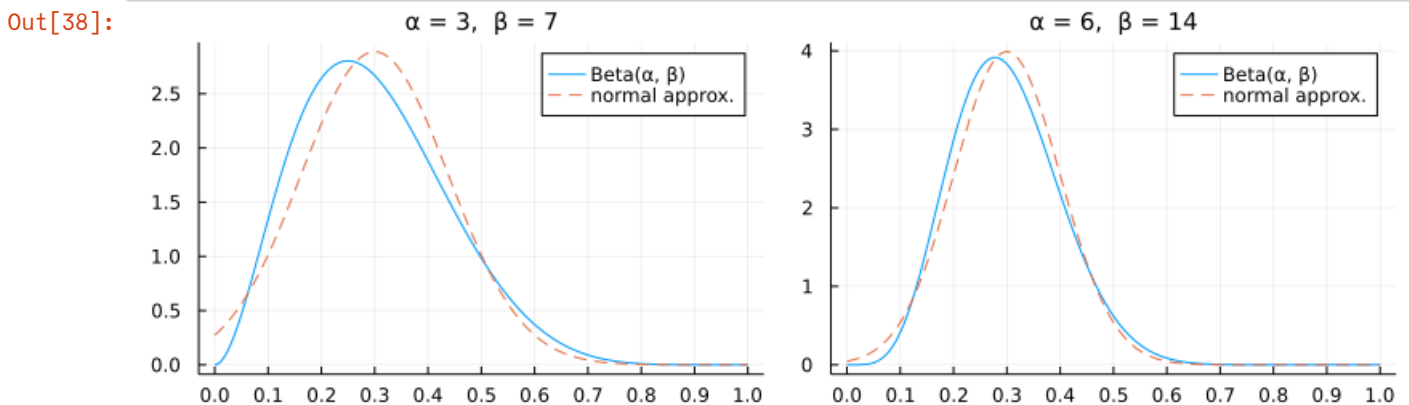 Out[38]:
α = 3, β = 7
Beta(α, β)
normal approx.
2.5
2.0
1.5
1.0
0.5
0.0
0.0 0.1 0.2 0.3 0.4 0.5 0.6 0.7 0.8 0.9 1.0
α = 6, β = 14
Beta(α, β)
normal approx.
4
3
2
1
0
0.0 0.1 0.2 0.3 0.4 0.5 0.6 0.7 0.8 0.9 1.0